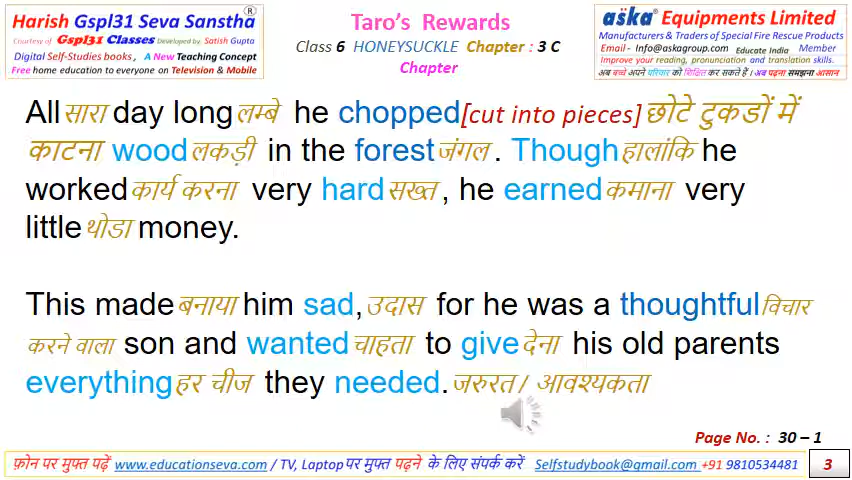 Harish Gspl31 Seva Sanstha ®
Courtesy of Gspl31 Classes Developed by Satish Gupta
Digital Self-Studies books , A New Teaching Concept
Free home education to everyone on Television & Mobile
Taro's Rewards
Class 6 HONEYSUCKLE Chapter : 3 C
Chapter
aska Equipments Limited
Manufacturers & Traders of Special Fire Rescue Products
Email - Info@askagroup.com Educate India Member
Improve your reading, pronunciation and translation skills.
अब बच्चे अपने परिवार को शिक्षित कर सकते हैं । अब पढ़ना समझना आसान
All सारा day long लम्बे he chopped[cut into pieces] छोटे टुकडों में
काटना wood लकड़ी in the forest जंगल . Though हालांकि he
worked कार्य करना very hard सख्त , he earned कमाना very
little थोडा money.
This made बनाया him sad, उदास for he was a thoughtful विचार
करने वाला son and wanted चाहता to give देना his old parents
everything हर चीज they needed. जरुरत / आवश्यकता
Page No. : 30 – 1
फ़ोन पर मुफ्त पढ़ें www.educationseva.com / TV, Laptop पर मुफ्त पढ़ने के लिए संपर्क करें Selfstudybook@gmail.com +91 9810534481 3